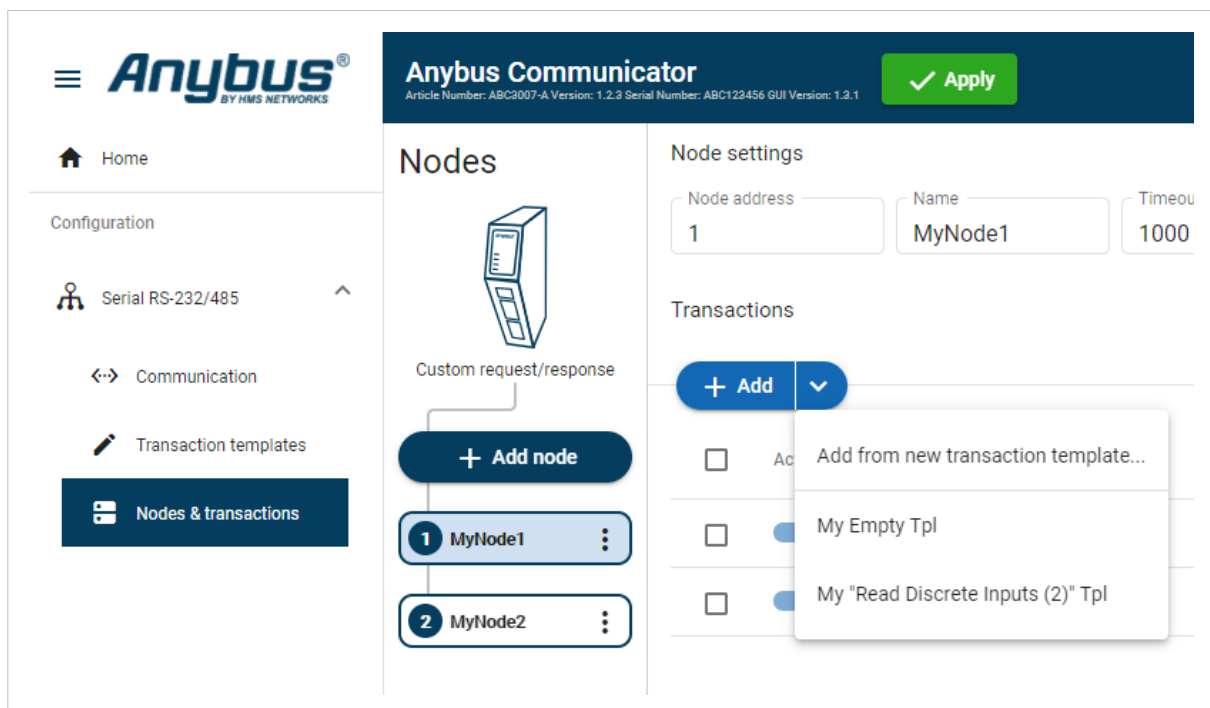 Anybus®
BY HMS NETWORKS
Anybus Communicator
Article Number: ABC3007-A Version: 1.2.3 Serial Number: ABC123456 GUI Version: 1.3.1
Apply
Home
Configuration
Serial RS-232/485
Communication
Transaction templates
Nodes & transactions
Nodes
Custom request/response
+ Add node
1 MyNode1
2 MyNode2
Node settings
Node address
1
Name
MyNode1
Timeou
1000
Transactions
+ Add
Ac
Add from new transaction template...
My Empty Tpl
My "Read Discrete Inputs (2)" Tpl